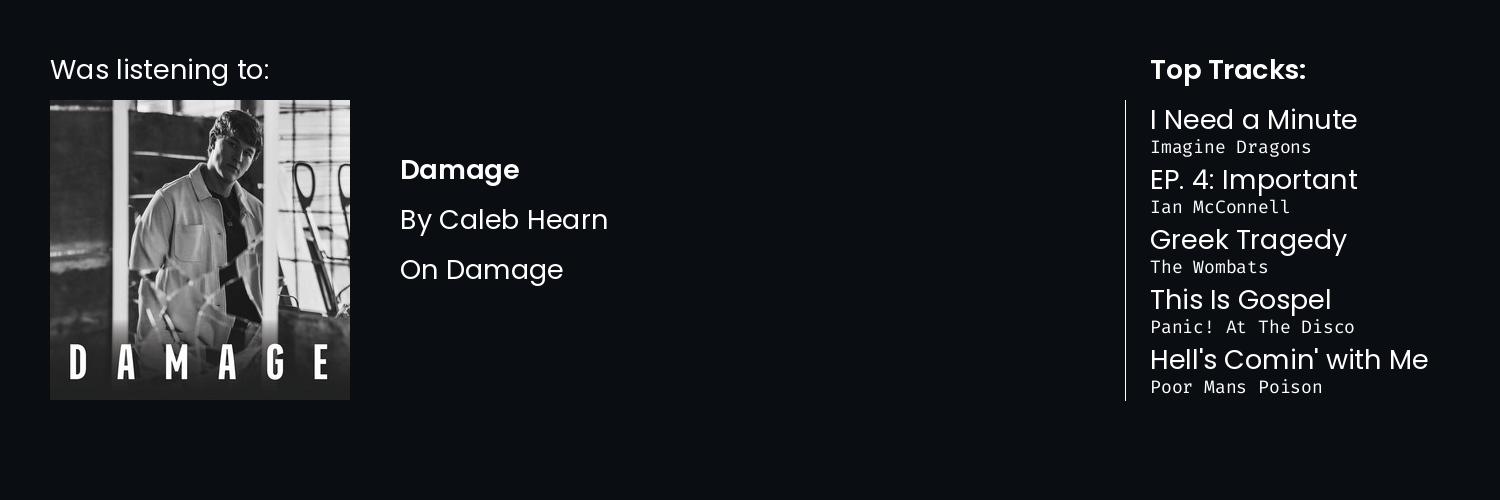 Was listening to:
DAMAGE
Damage
By Caleb Hearn
On Damage
Top Tracks:
I Need a Minute
Imagine Dragons
EP. 4: Important
Ian McConnell
Greek Tragedy
The Wombats
This Is Gospel
Panic! At The Disco
Hell's Comin' with Me
Poor Mans Poison